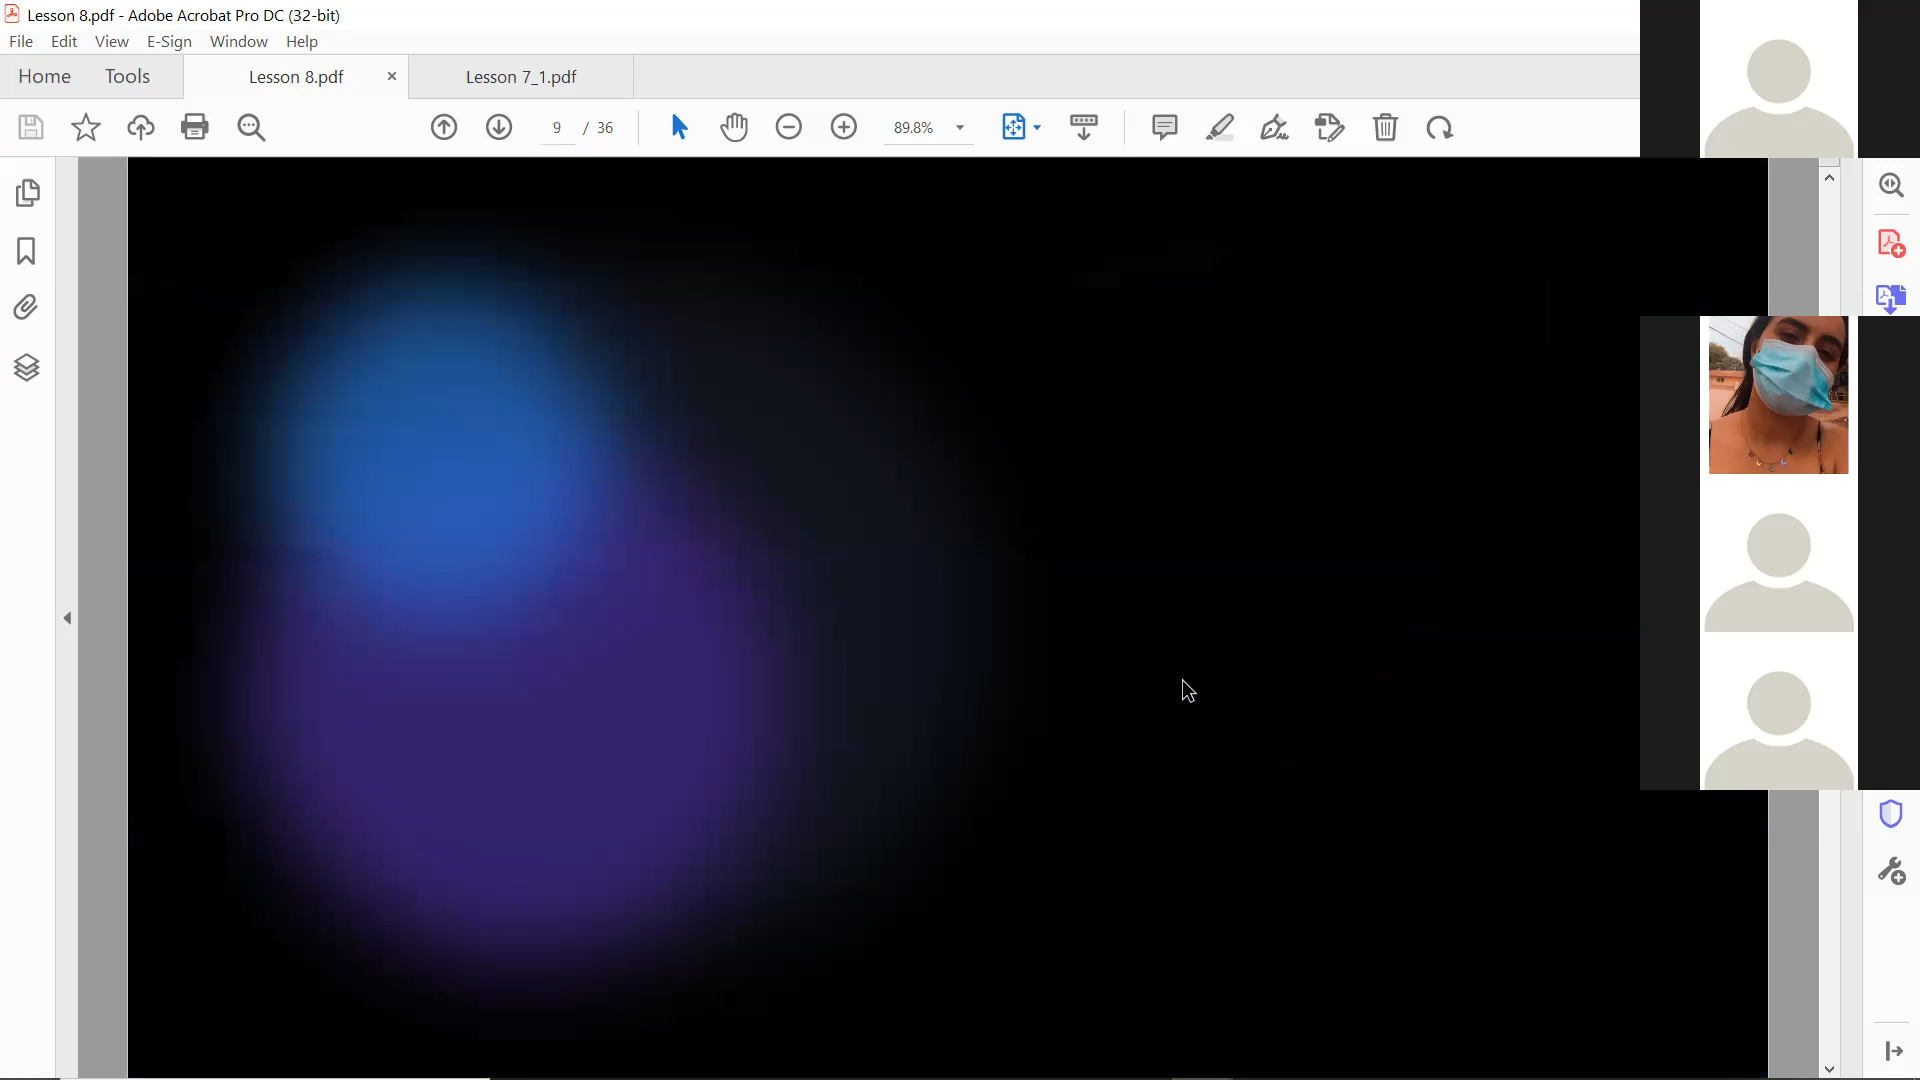 Lesson 8.pdf - Adobe Acrobat Pro DC (32-bit)
File Edit View E-Sign Window Help
Home Tools Lesson 8.pdf × Lesson 7_1.pdf
9 / 36 89.8%